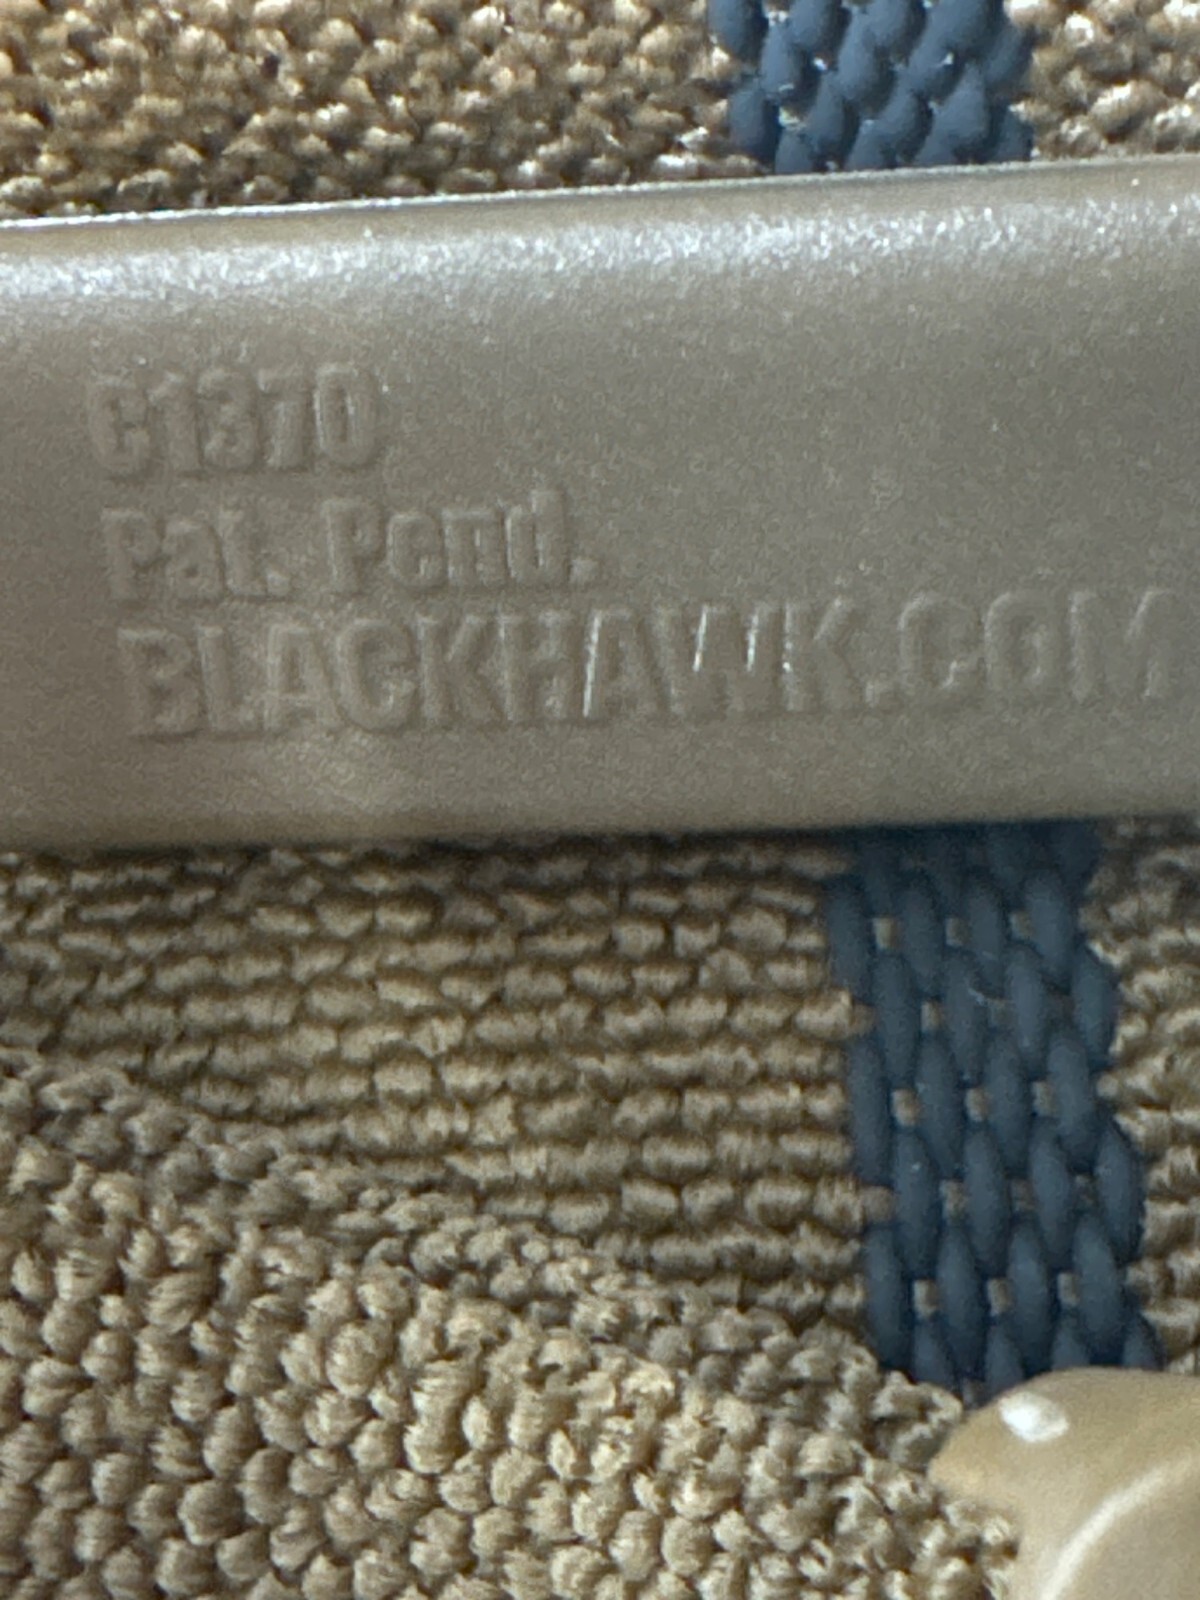 C1370
Pat. Pend.
BLACKHAWK.COM